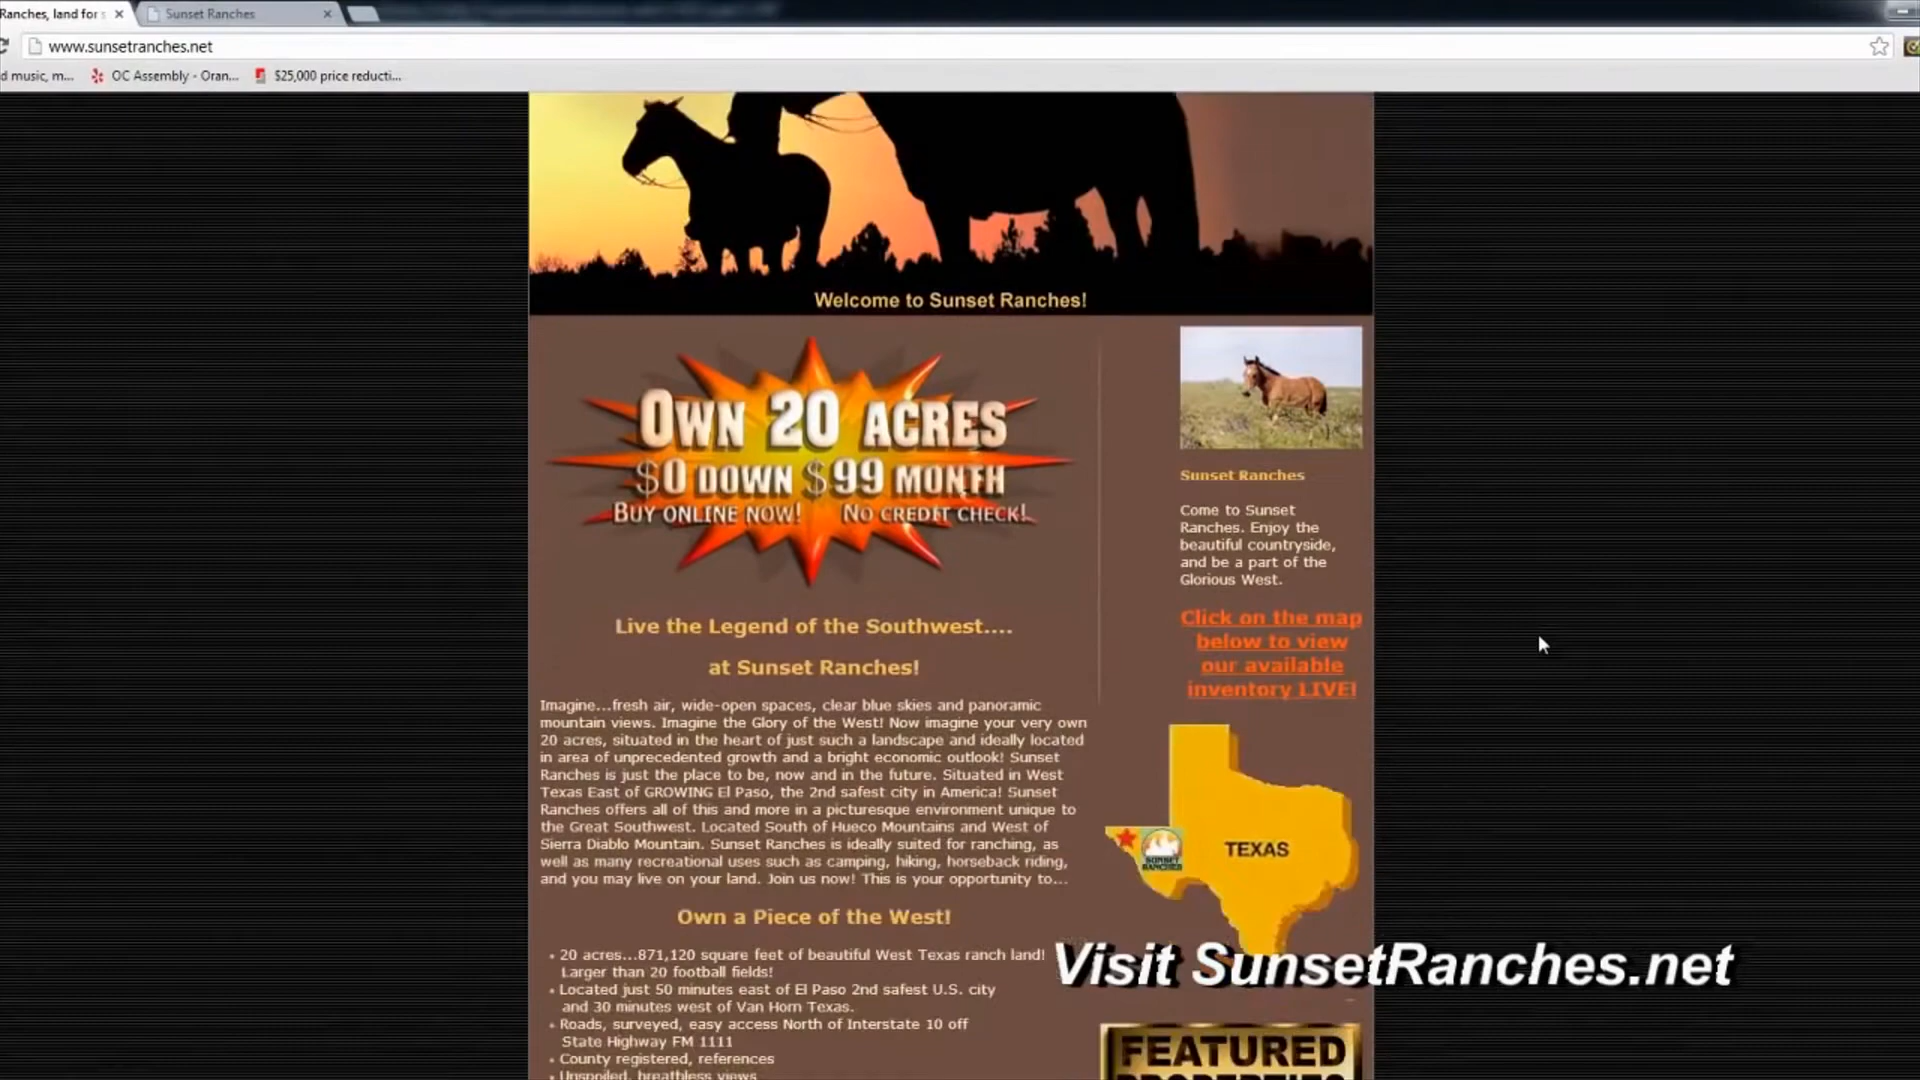 Ranches, land for s
Sunset Ranches
www.sunsetranches.net
d music, m...
OC Assembly - Oran...
$25,000 price reducti...
Welcome to Sunset Ranches!
OWN 20 ACRES
$0 DOWN $99 MONTH
BUY ONLINE NOW! NO CREDIT CHECK!
Live the Legend of the Southwest....
at Sunset Ranches!
Imagine...fresh air, wide-open spaces, clear blue skies and panoramic
mountain views. Imagine the Glory of the West! Now imagine your very own
20 acres, situated in the heart of just such a landscape and ideally located
in area of unprecedented growth and a bright economic outlook! Sunset
Ranches is just the place to be, now and in the future. Situated in West
Texas East of GROWING El Paso, the 2nd safest city in America! Sunset
Ranches offers all of this and more in a picturesque environment unique to
the Great Southwest. Located South of Hueco Mountains and West of
Sierra Diablo Mountain. Sunset Ranches is ideally suited for ranching, as
well as many recreational uses such as camping, hiking, horseback riding,
and you may live on your land. Join us now! This is your opportunity to...
Own a Piece of the West!
• 20 acres...871,120 square feet of beautiful West Texas ranch land!
Larger than 20 football fields!
• Located just 50 minutes east of El Paso 2nd safest U.S. city
and 30 minutes west of Van Horn Texas.
• Roads, surveyed, easy access North of Interstate 10 off
State Highway FM 1111
• County registered, references
• Unspoiled, breathless views
Sunset Ranches
Come to Sunset
Ranches. Enjoy the
beautiful countryside,
and be a part of the
Glorious West.
Click on the map
below to view
our available
inventory LIVE!
TEXAS
SUNSET
RANCHES
Visit SunsetRanches.net
FEATURED
PROPERTIES